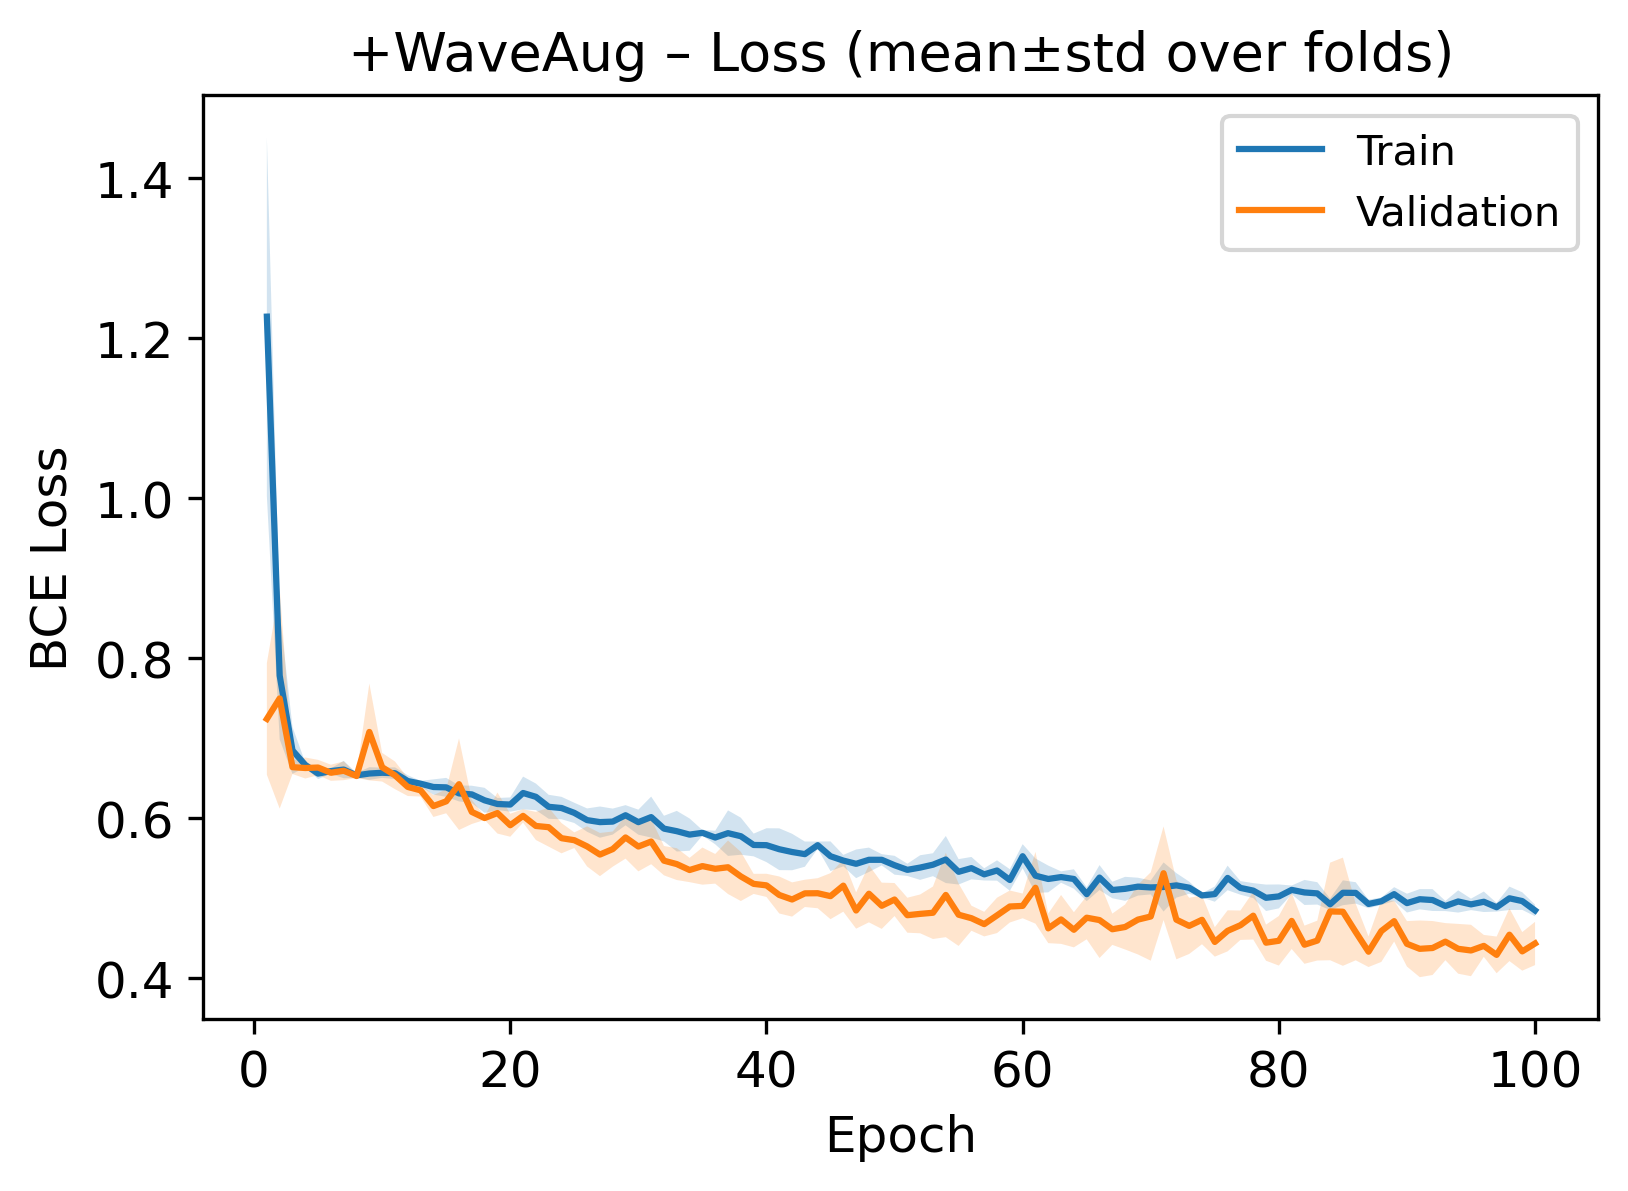 +WaveAug – Loss (mean±std over folds)
Train
Validation
BCE Loss
1.4
1.2
1.0
0.8
0.6
0.4
0 20 40 60 80 100
Epoch